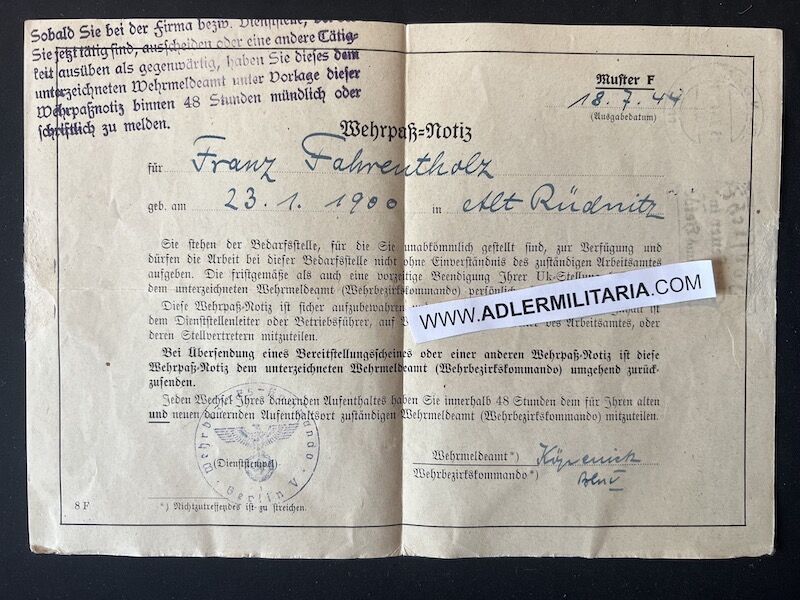 Sobald Sie bei der Firma bezw. Dienststelle, bei der
Sie jetzt tätig sind, ausscheiden oder eine andere Tätig-
keit ausüben als gegenwärtig, haben Sie dieses dem
unterzeichneten Wehrmeldeamt unter Vorlage dieser
Wehrpaßnotiz binnen 48 Stunden mündlich oder
schriftlich zu melden.
Muster F
18.7.44
(Ausgabedatum)
Wehrpaß-Notiz
für Franz Fahrentholz
geb. am 23.1.1900 in Alt Rüdnitz
Sie stehen der Bedarfsstelle, für die Sie unabkömmlich gestellt sind, zur Verfügung und
dürfen die Arbeit bei dieser Bedarfsstelle nicht ohne Einverständnis des zuständigen Arbeitsamtes
aufgeben. Die fristgemäße als auch eine vorzeitige Beendigung Ihrer Uk-Stellung
dem unterzeichneten Wehrmeldeamt (Wehrbezirkskommando)
Diese Wehrpaß-Notiz ist sicher aufzubewahren
dem Dienststellenleiter oder Betriebsführer, auf des Arbeitsamtes, oder
deren Stellvertretern mitzuteilen.
WWW.ADLERMILITARIA.COM
Bei Übersendung eines Bereitstellungsscheines oder einer anderen Wehrpaß-Notiz ist diese
Wehrpaß-Notiz dem unterzeichneten Wehrmeldeamt (Wehrbezirkskommando) umgehend zurück-
zusenden.
Jeden Wechsel Ihres dauernden Aufenthaltes haben Sie innerhalb 48 Stunden dem für Ihren alten
und neuen dauernden Aufenthaltsort zuständigen Wehrmeldeamt (Wehrbezirkskommando) mitzuteilen.
Berlin V
(Dienststempel)
Wehrmeldeamt*) Köpenick
Wehrbezirkskommando*) Bln V
8 F
*) Nichtzutreffendes ist zu streichen.